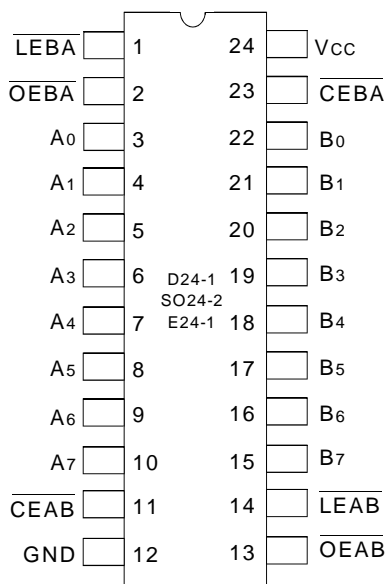 LEBA 1 24 VCC
OEBA 2 23 CEBA
A0 3 22 B0
A1 4 21 B1
A2 5 20 B2
A3 6 D24-1 19 B3
SO24-2
A4 7 E24-1 18 B4
A5 8 17 B5
A6 9 16 B6
A7 10 15 B7
CEAB 11 14 LEAB
GND 12 13 OEAB